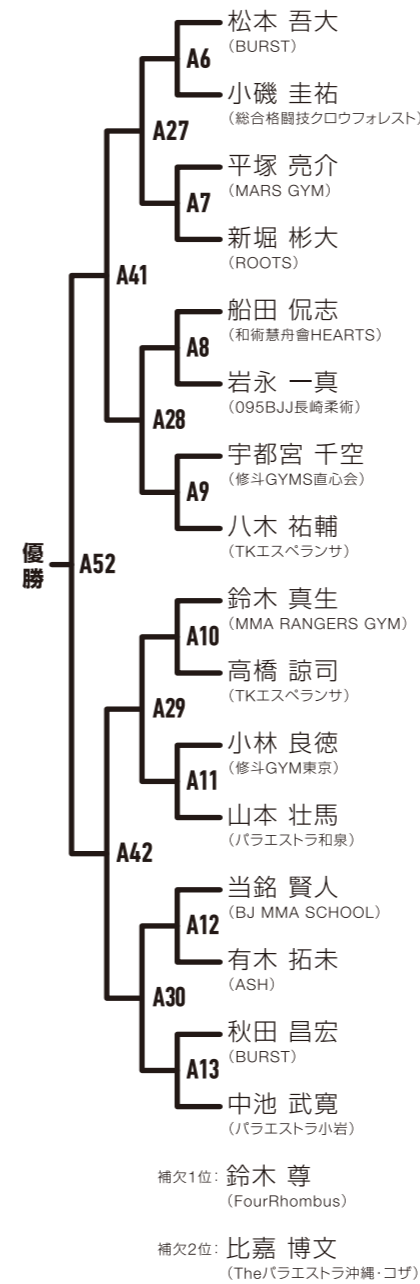 松本 吾大
(BURST)
A6
小磯 圭祐
(総合格闘技クロウフォレスト)
A27
平塚 亮介
(MARS GYM)
A7
新堀 彬大
(ROOTS)
A41
船田 侃志
(和術慧舟會HEARTS)
A8
岩永 一真
(095BJJ長崎柔術)
A28
宇都宮 千空
(修斗GYMS直心会)
A9
八木 祐輔
(TKエスペランサ)
優勝
A52
鈴木 真生
(MMA RANGERS GYM)
A10
高橋 諒司
(TKエスペランサ)
A29
小林 良徳
(修斗GYM東京)
A11
山本 壮馬
(パラエストラ和泉)
A42
当銘 賢人
(BJ MMA SCHOOL)
A12
有木 拓未
(ASH)
A30
秋田 昌宏
(BURST)
A13
中池 武寛
(パラエストラ小岩)
補欠1位: 鈴木 尊
(FourRhombus)
補欠2位: 比嘉 博文
(Theパラエストラ沖縄・コザ)